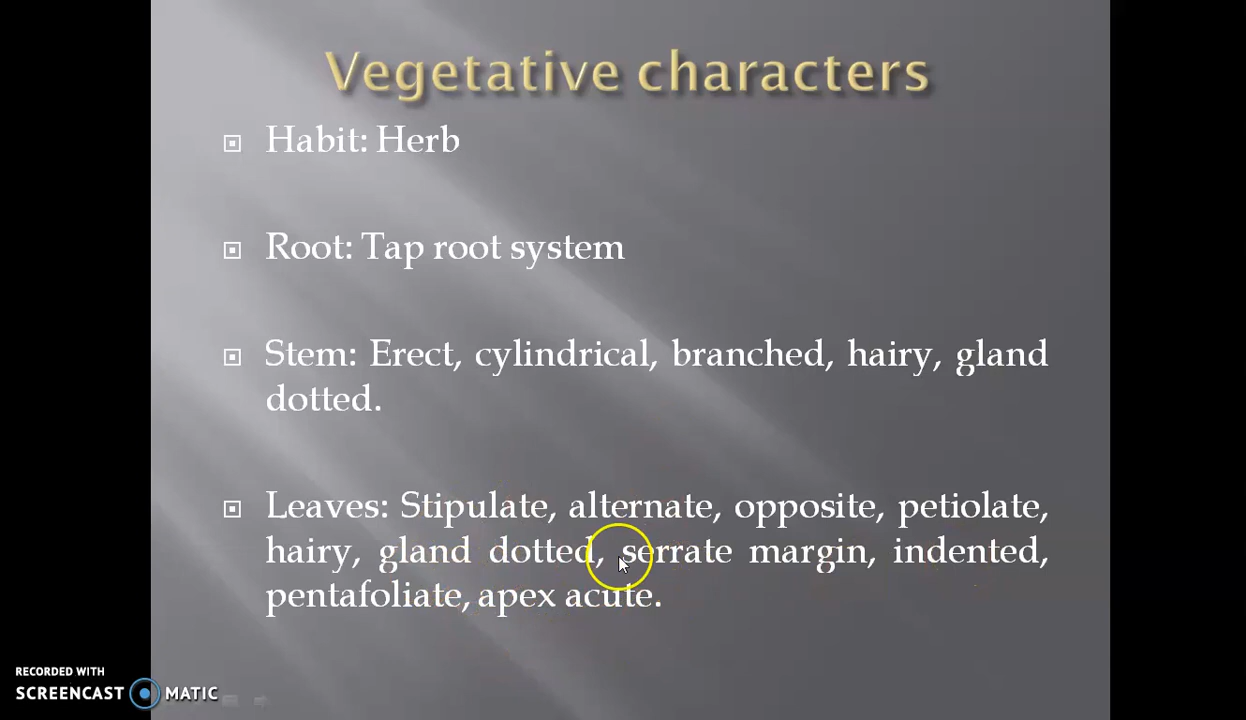 Vegetative characters
Habit: Herb
Root: Tap root system
Stem: Erect, cylindrical, branched, hairy, gland
dotted.
Leaves: Stipulate, alternate, opposite, petiolate,
hairy, gland dotted, serrate margin, indented,
pentafoliate, apex acute.
RECORDED WITH
SCREENCAST MATIC